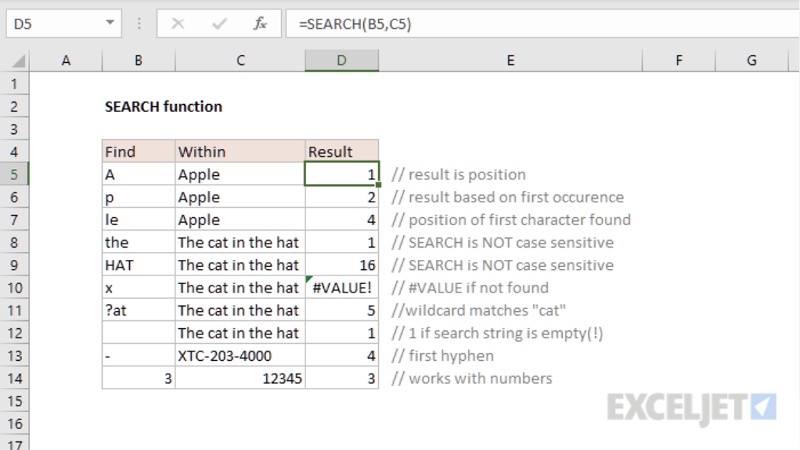 D5 fx =SEARCH(B5,C5)
A B C D E F G
1
2 SEARCH function
3
4 Find Within Result
5 A Apple 1 // result is position
6 p Apple 2 // result based on first occurence
7 le Apple 4 // position of first character found
8 the The cat in the hat 1 // SEARCH is NOT case sensitive
9 HAT The cat in the hat 16 // SEARCH is NOT case sensitive
10 x The cat in the hat #VALUE! // #VALUE if not found
11 ?at The cat in the hat 5 //wildcard matches "cat"
12 The cat in the hat 1 // 1 if search string is empty(!)
13 - XTC-203-4000 4 // first hyphen
14 3 12345 3 // works with numbers
15
16
17
EXCELJET